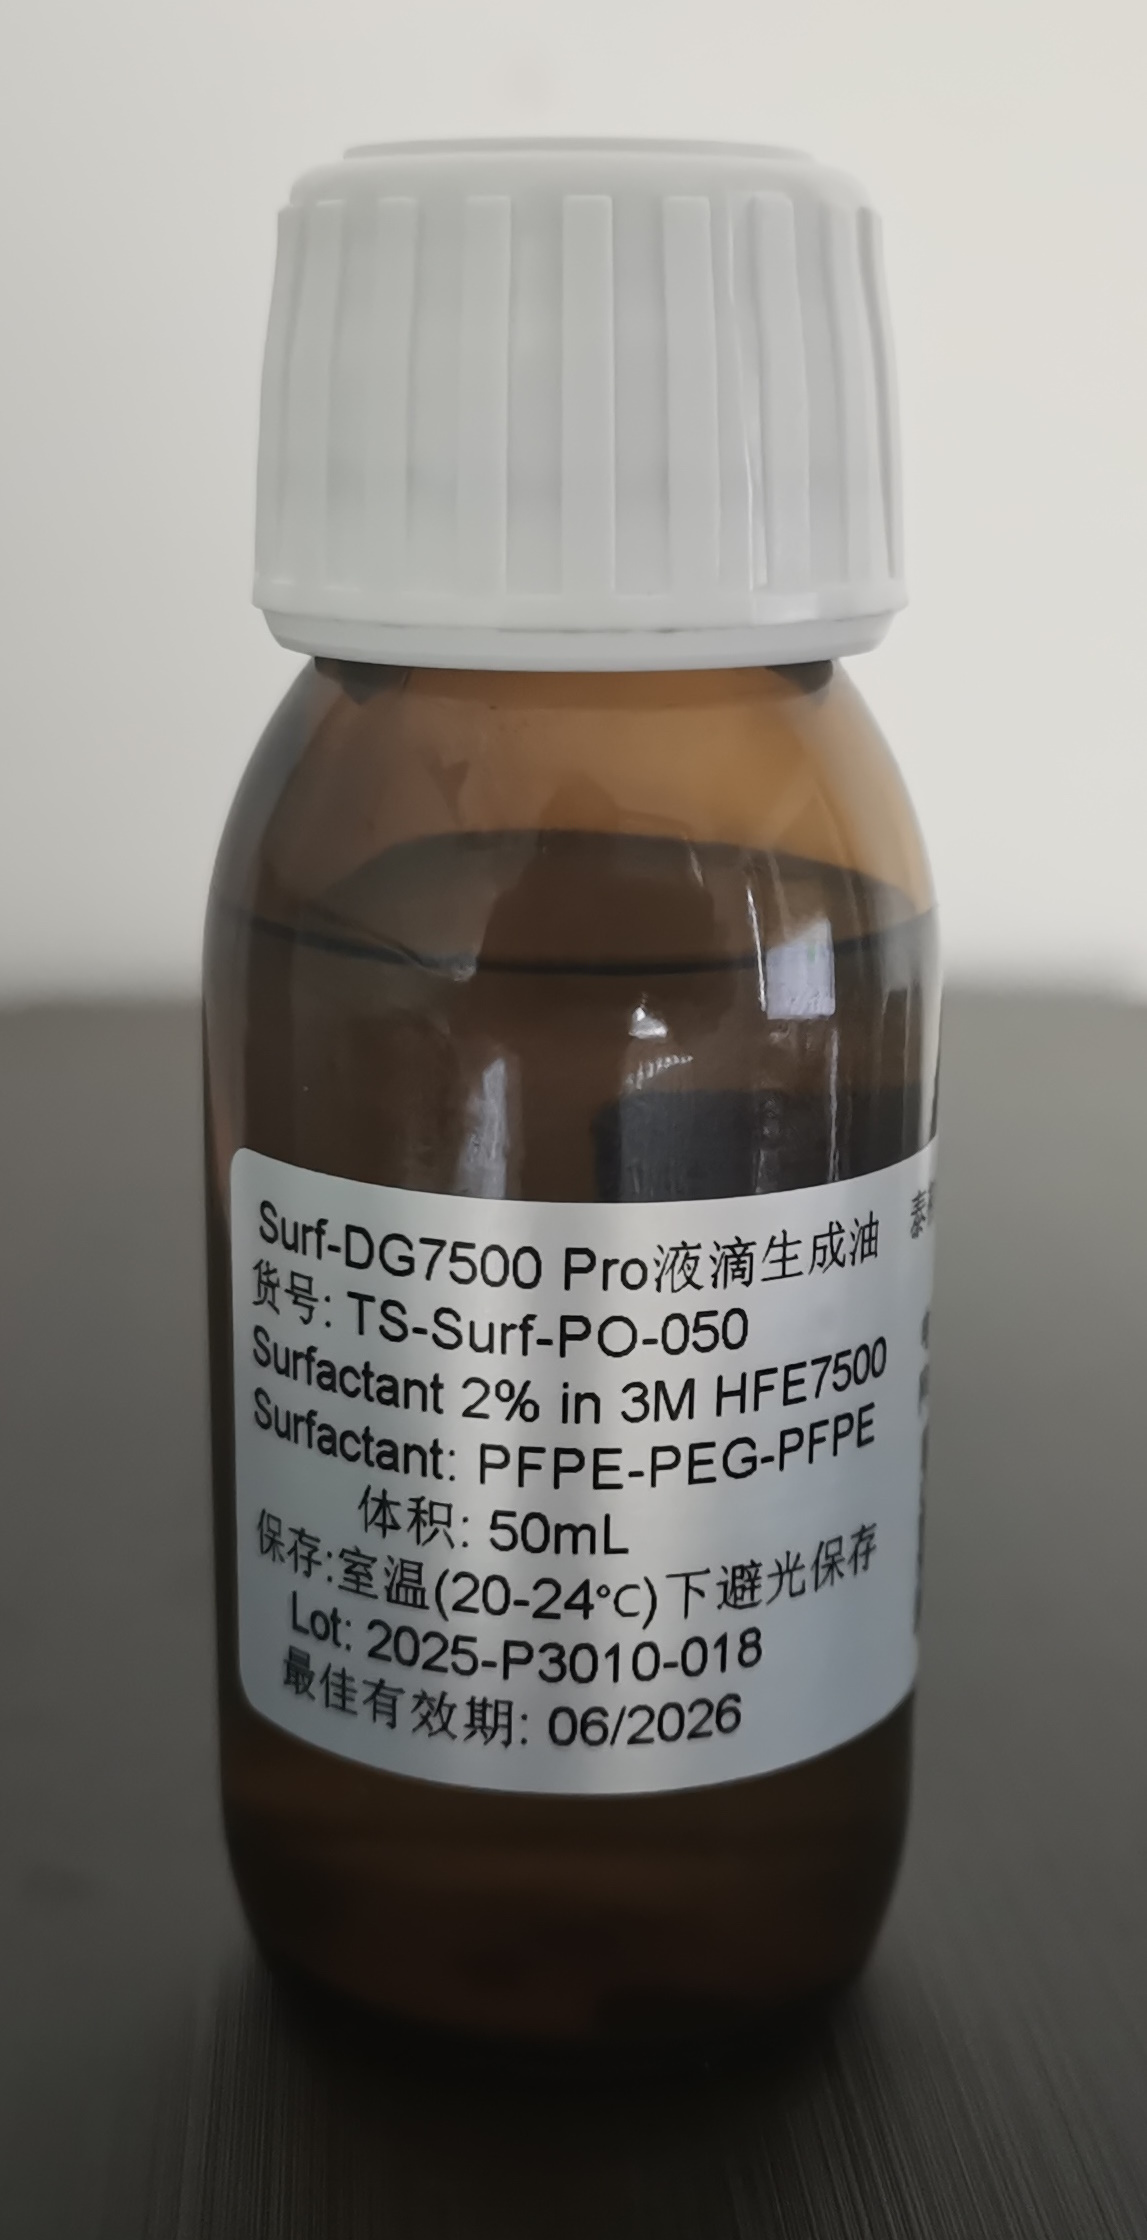 Surf-DG7500 Pro液滴生成油
货号: TS-Surf-PO-050
Surfactant 2% in 3M HFE7500
Surfactant: PFPE-PEG-PFPE
体积: 50mL
保存:室温(20-24℃)下避光保存
Lot: 2025-P3010-018
最佳有效期: 06/2026
泰